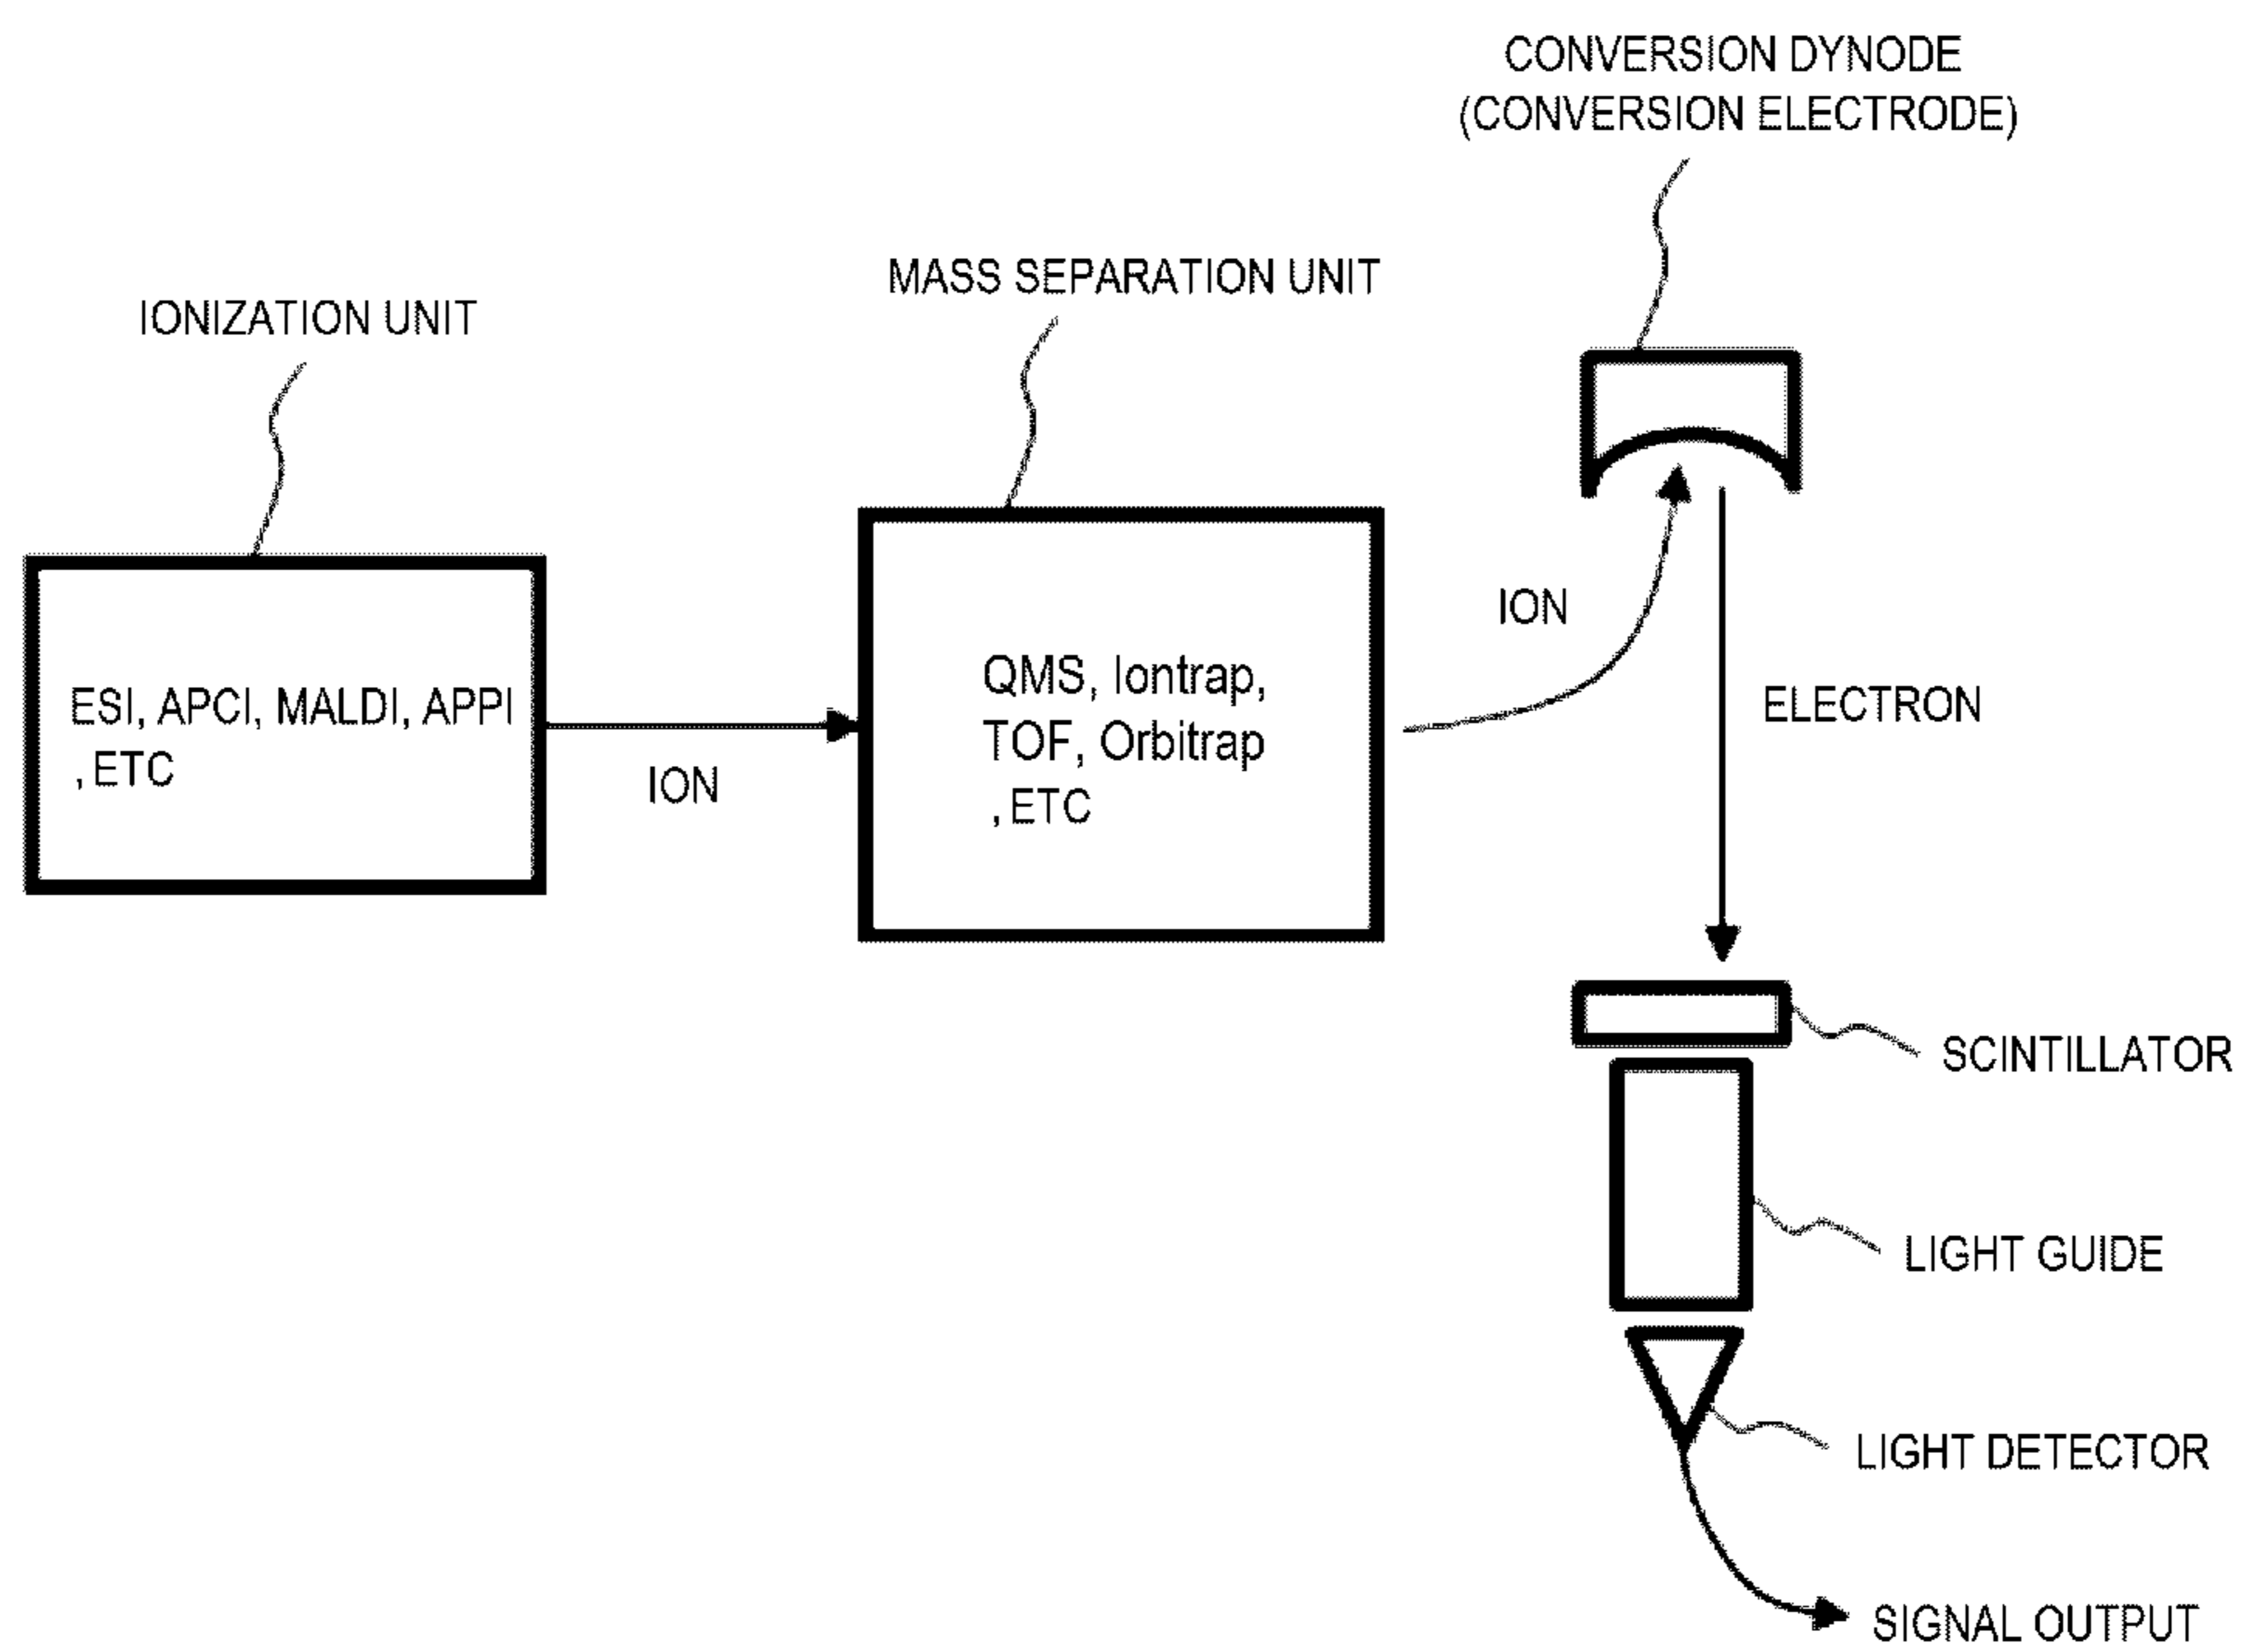 CONVERSION DYNODE
(CONVERSION ELECTRODE)
MASS SEPARATION UNIT
IONIZATION UNIT
ESI, APCI, MALDI, APPI
, ETC
ION
QMS, Iontrap,
TOF, Orbitrap
, ETC
ION
ELECTRON
SCINTILLATOR
LIGHT GUIDE
LIGHT DETECTOR
SIGNAL OUTPUT